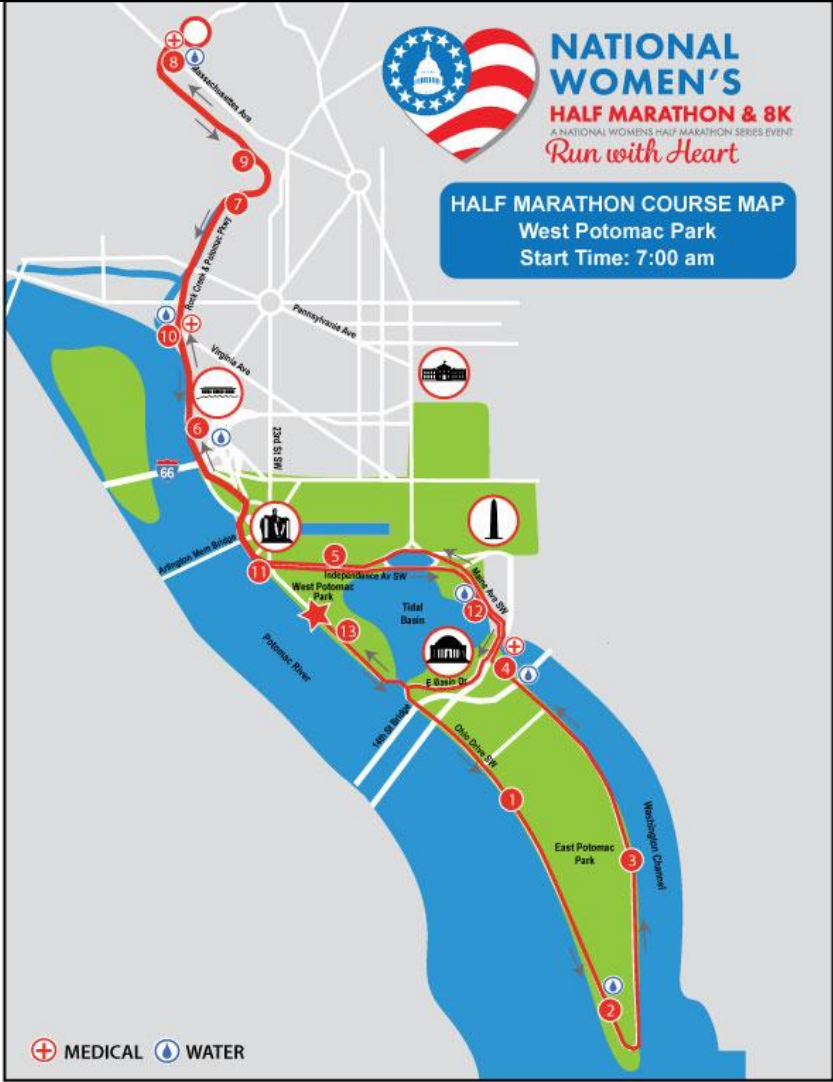 NATIONAL
WOMEN'S
HALF MARATHON & 8K
A NATIONAL WOMENS HALF MARATHON SERIES EVENT
Run with Heart
HALF MARATHON COURSE MAP
West Potomac Park
Start Time: 7:00 am
8
Massachusetts Ave
9
7
Rock Creek & Potomac Pkwy
Pennsylvania Ave
10
Virginia Ave
6
23rd St SW
66
Arlington Mem Bridge
5
11
Independence Av SW
Maine Ave SW
West Potomac
Park
12
Tidal
Basin
13
Potomac River
4
E Basin Dr
14th St Bridge
Ohio Drive SW
1
Washington Channel
East Potomac
Park
3
2
MEDICAL
WATER